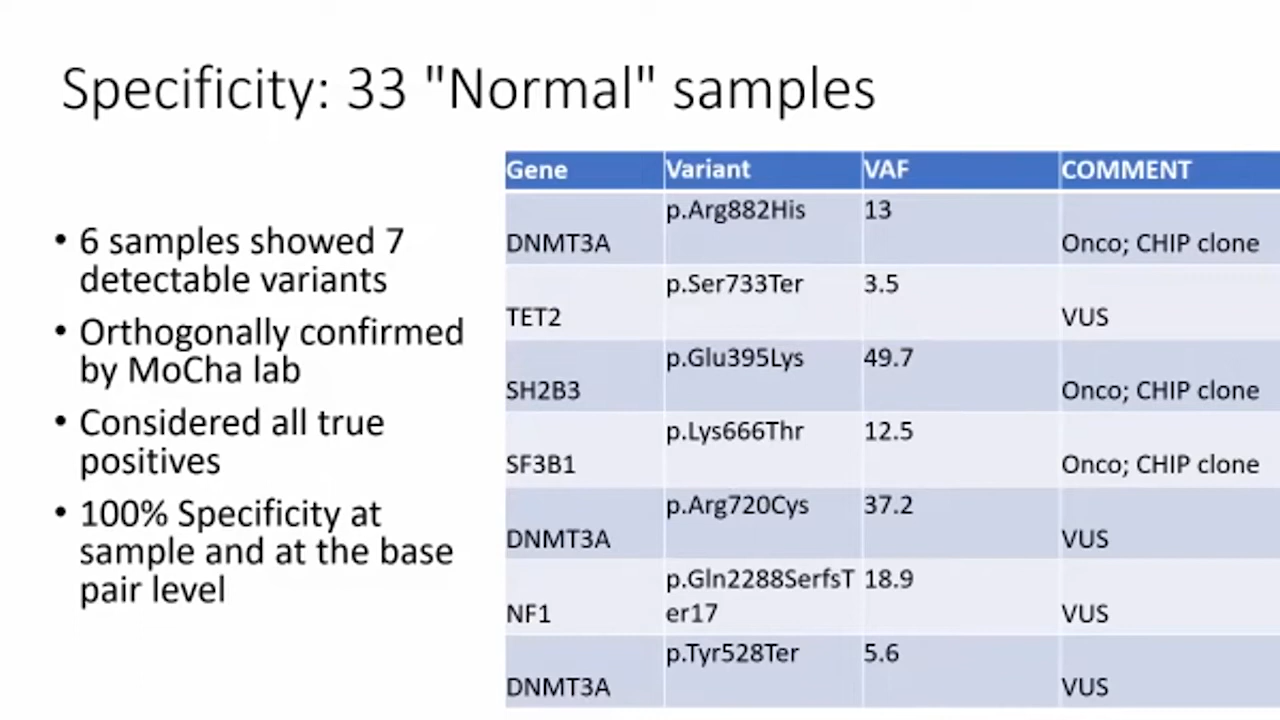 Specificity: 33 "Normal" samples
• 6 samples showed 7
detectable variants
• Orthogonally confirmed
by MoCha lab
• Considered all true
positives
• 100% Specificity at
sample and at the base
pair level
Gene Variant VAF COMMENT
DNMT3A p.Arg882His 13 Onco; CHIP clone
TET2 p.Ser733Ter 3.5 VUS
SH2B3 p.Glu395Lys 49.7 Onco; CHIP clone
SF3B1 p.Lys666Thr 12.5 Onco; CHIP clone
DNMT3A p.Arg720Cys 37.2 VUS
p.Gln2288SerfsT 18.9
NF1 er17 VUS
DNMT3A p.Tyr528Ter 5.6 VUS